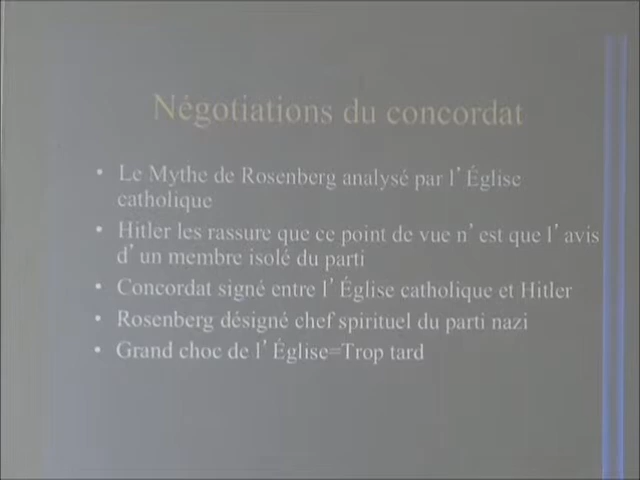 Négotiations du concordat
• Le Mythe de Rosenberg analysé par l'Église
catholique
• Hitler les rassure que ce point de vue n'est que l'avis
d'un membre isolé du parti
• Concordat signé entre l'Église catholique et Hitler
• Rosenberg désigné chef spirituel du parti nazi
• Grand choc de l'Église=Trop tard